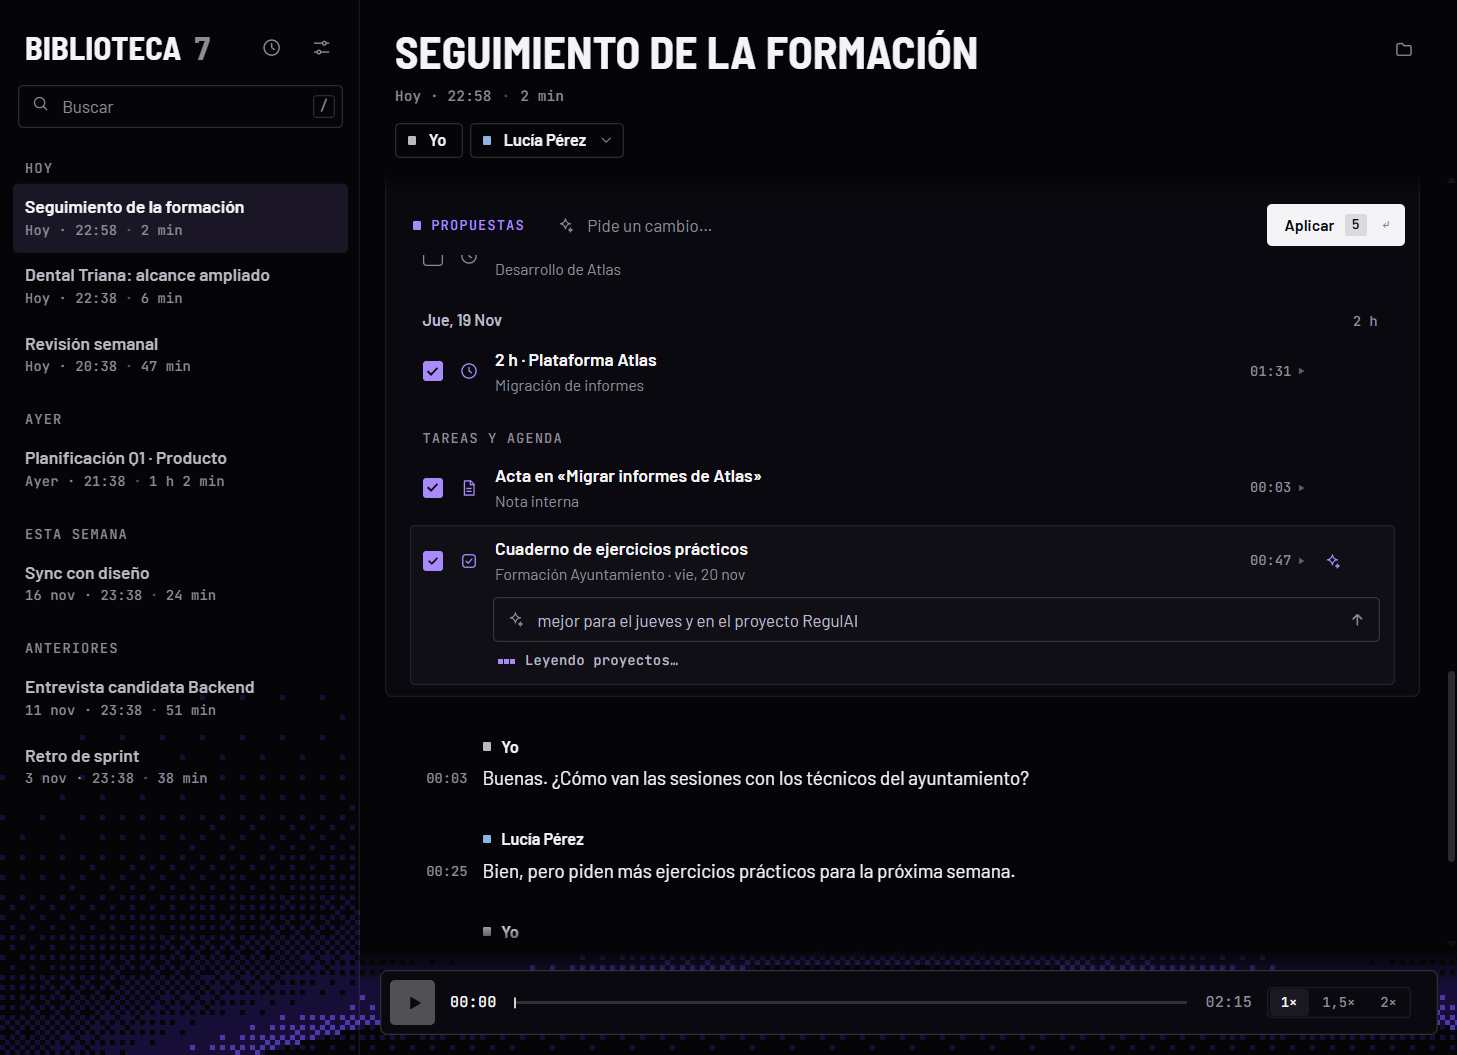 BIBLIOTECA 7
Buscar /
HOY
Seguimiento de la formación
Hoy · 22:58 · 2 min
Dental Triana: alcance ampliado
Hoy · 22:38 · 6 min
Revisión semanal
Hoy · 20:38 · 47 min
AYER
Planificación Q1 · Producto
Ayer · 21:38 · 1 h 2 min
ESTA SEMANA
Sync con diseño
16 nov · 23:38 · 24 min
ANTERIORES
Entrevista candidata Backend
11 nov · 23:38 · 51 min
Retro de sprint
3 nov · 23:38 · 38 min
SEGUIMIENTO DE LA FORMACIÓN
Hoy · 22:58 · 2 min
Yo Lucía Pérez
PROPUESTAS Pide un cambio... Aplicar 5
Desarrollo de Atlas
Jue, 19 Nov 2 h
2 h · Plataforma Atlas
Migración de informes
01:31
TAREAS Y AGENDA
Acta en «Migrar informes de Atlas»
Nota interna
00:03
Cuaderno de ejercicios prácticos
Formación Ayuntamiento · vie, 20 nov
00:47
mejor para el jueves y en el proyecto RegulAI
Leyendo proyectos…
Yo
00:03 Buenas. ¿Cómo van las sesiones con los técnicos del ayuntamiento?
Lucía Pérez
00:25 Bien, pero piden más ejercicios prácticos para la próxima semana.
Yo
00:00 02:15 1× 1,5× 2×